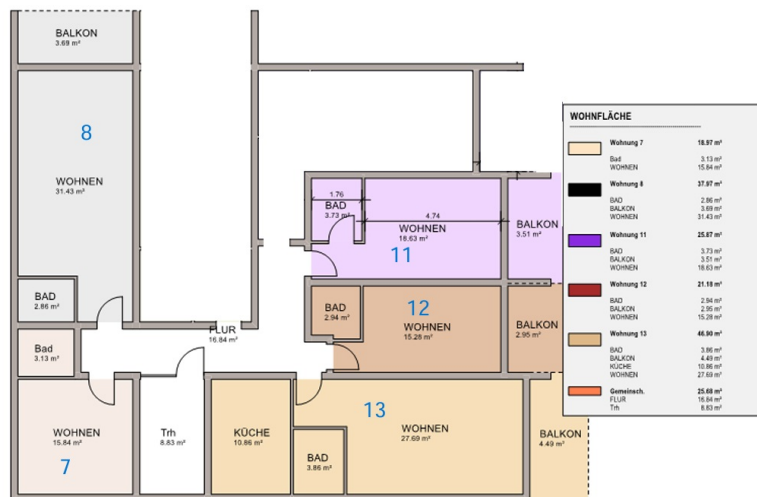 BALKON
3.69 m²
8
WOHNEN
31.43 m²
BAD
2.86 m²
Bad
3.13 m²
WOHNEN
15.84 m²
7
FLUR
16.84 m²
Trh
8.83 m²
KÜCHE
10.86 m²
BAD
3.86 m²
13
WOHNEN
27.69 m²
BALKON
4.49 m²
1.76
BAD
3.73 m²
4.74
WOHNEN
18.63 m²
11
BALKON
3.51 m²
BAD
2.94 m²
12
WOHNEN
15.28 m²
BALKON
2.95 m²
WOHNFLÄCHE
Wohnung 7 18.97 m²
Bad 3.13 m²
WOHNEN 15.84 m²
Wohnung 8 37.97 m²
BAD 2.86 m²
BALKON 3.69 m²
WOHNEN 31.43 m²
Wohnung 11 25.87 m²
BAD 3.73 m²
BALKON 3.51 m²
WOHNEN 18.63 m²
Wohnung 12 21.18 m²
BAD 2.94 m²
BALKON 2.95 m²
WOHNEN 15.28 m²
Wohnung 13 46.90 m²
BAD 3.86 m²
BALKON 4.49 m²
KÜCHE 10.86 m²
WOHNEN 27.69 m²
Gemeinsch. 25.68 m²
FLUR 16.84 m²
Trh 8.83 m²